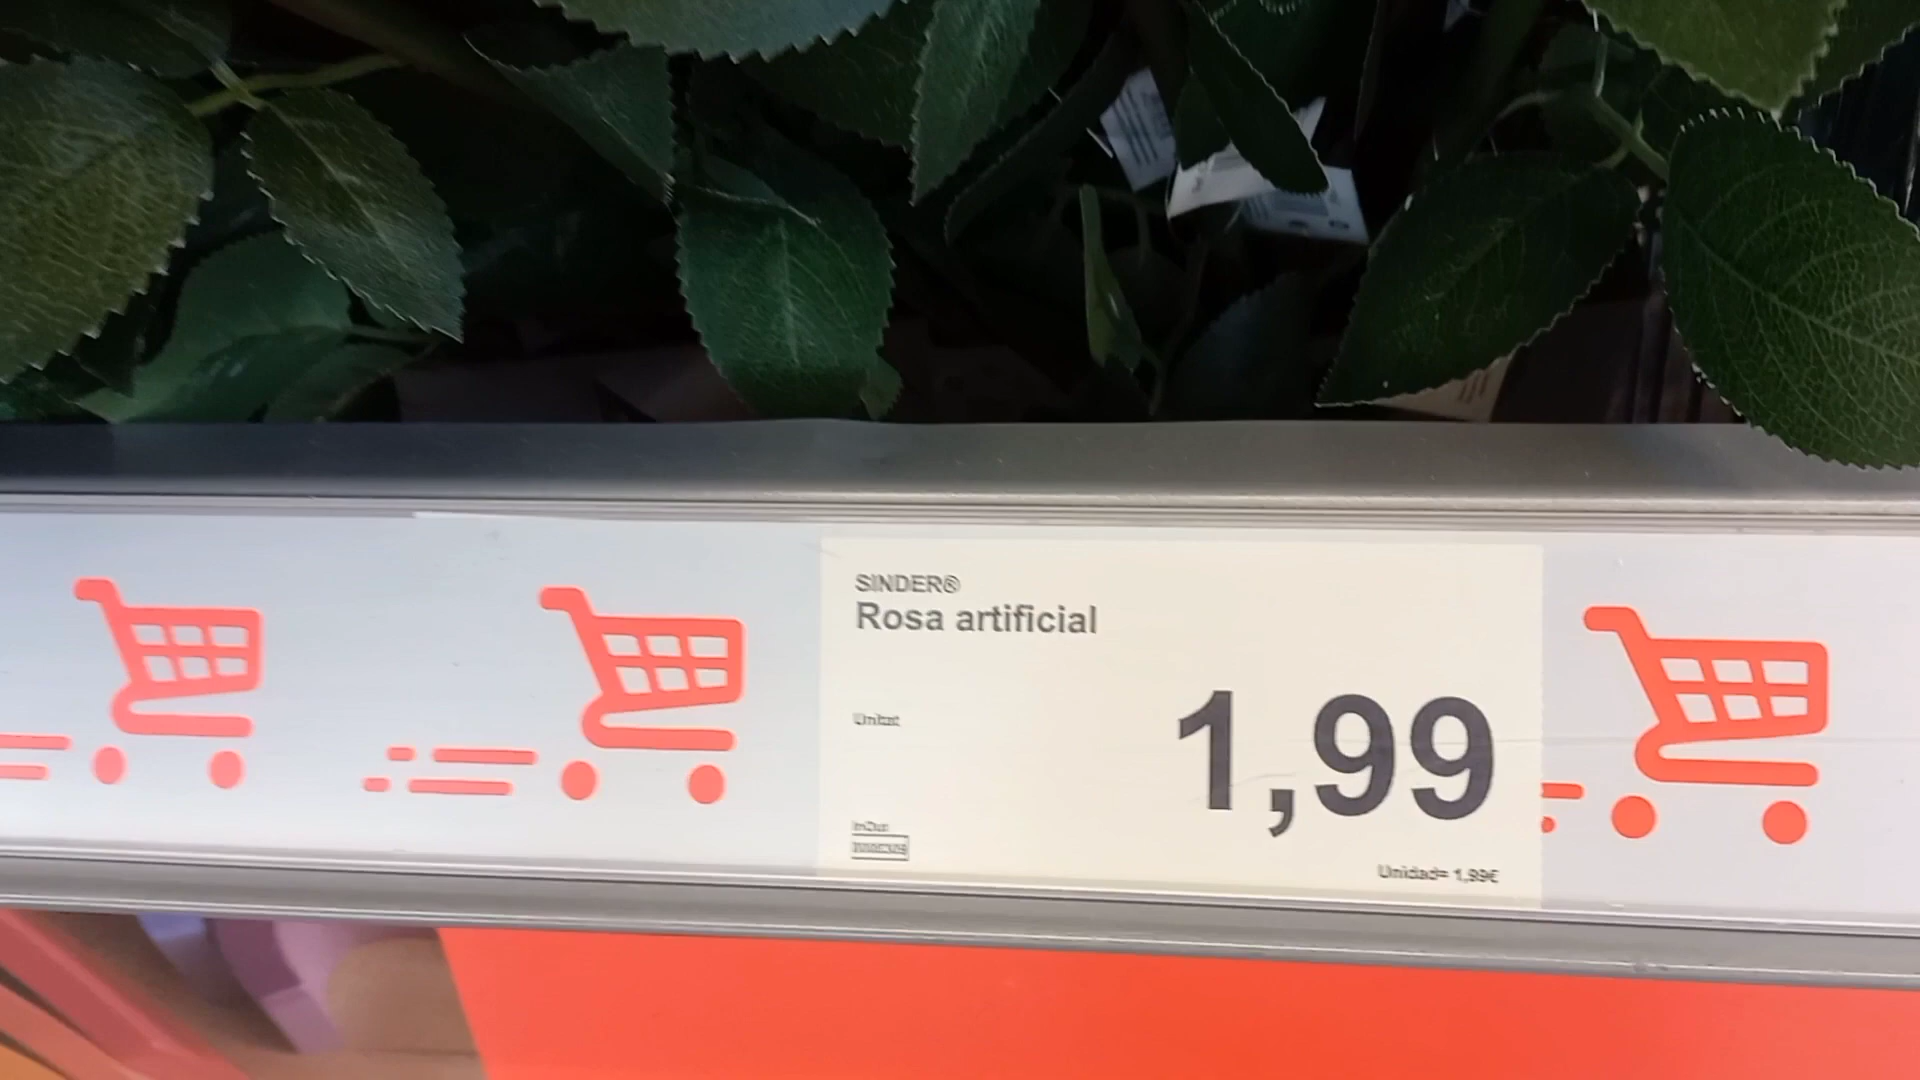 SINDER®
Rosa artificial
Unitat
1,99
Unidad= 1,99€